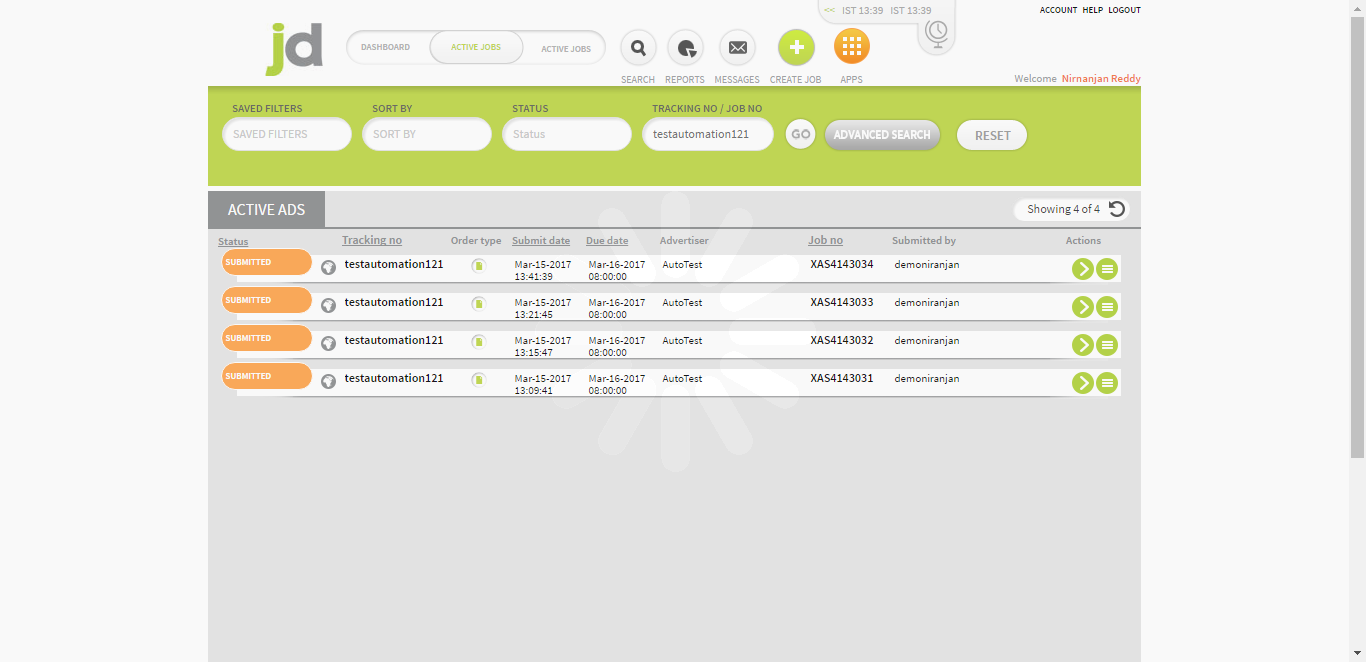 << IST 13:39 IST 13:39
ACCOUNT HELP LOGOUT
jd
DASHBOARD ACTIVE JOBS ACTIVE JOBS
SEARCH REPORTS MESSAGES CREATE JOB APPS
Welcome Nirnanjan Reddy
SAVED FILTERS SORT BY STATUS TRACKING NO / JOB NO
SAVED FILTERS SORT BY Status testautomation121 GO ADVANCED SEARCH RESET
ACTIVE ADS Showing 4 of 4
Status Tracking no Order type Submit date Due date Advertiser Job no Submitted by Actions
SUBMITTED testautomation121 Mar-15-2017 Mar-16-2017 AutoTest XAS4143034 demoniranjan
13:41:39 08:00:00
SUBMITTED testautomation121 Mar-15-2017 Mar-16-2017 AutoTest XAS4143033 demoniranjan
13:21:45 08:00:00
SUBMITTED testautomation121 Mar-15-2017 Mar-16-2017 AutoTest XAS4143032 demoniranjan
13:15:47 08:00:00
SUBMITTED testautomation121 Mar-15-2017 Mar-16-2017 AutoTest XAS4143031 demoniranjan
13:09:41 08:00:00